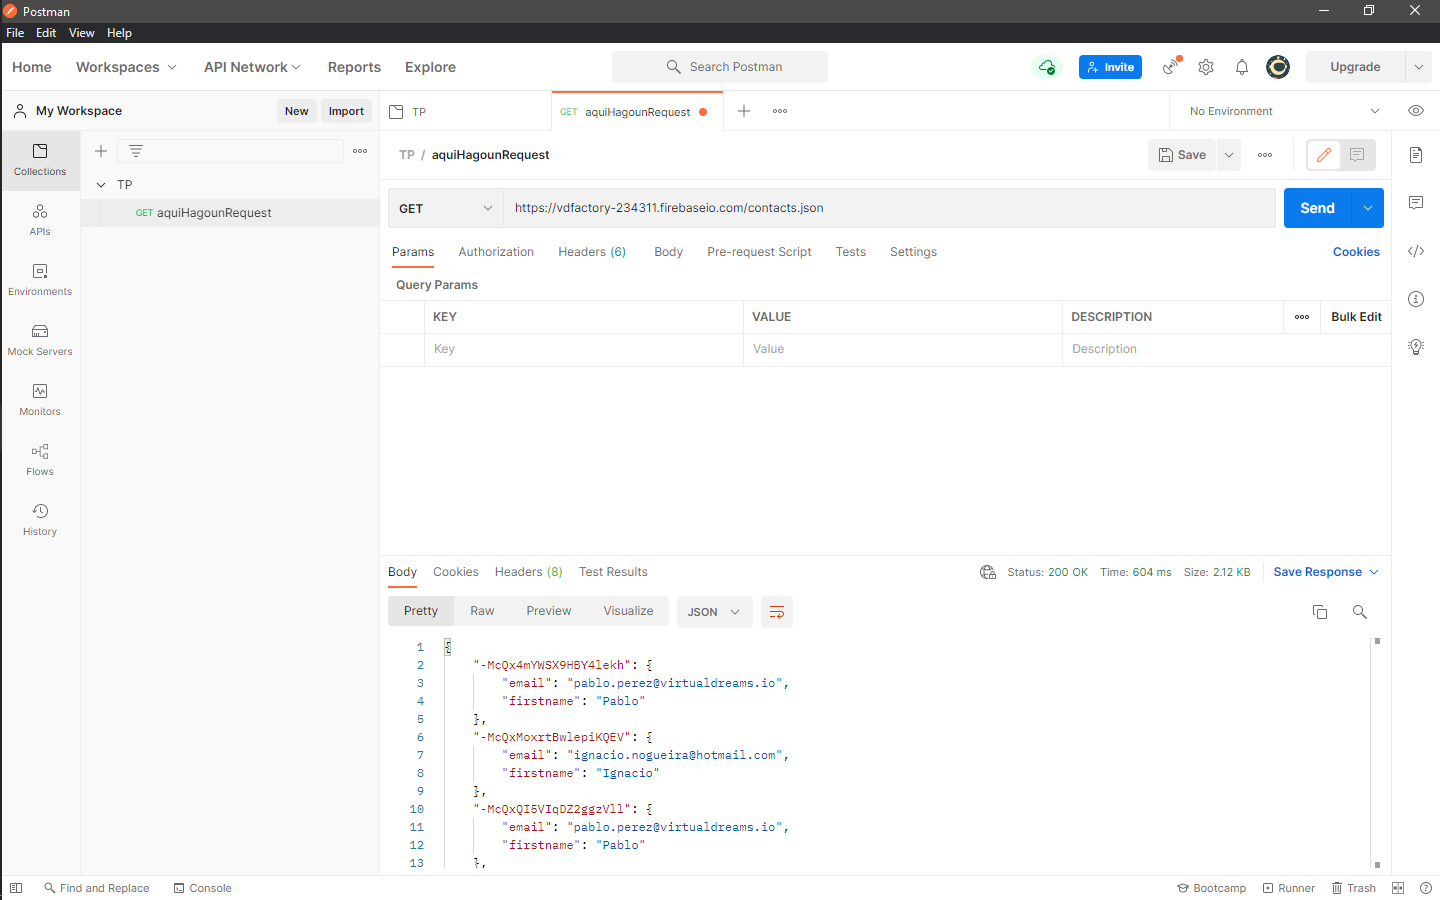 Postman
File Edit View Help
Home Workspaces API Network Reports Explore Search Postman Invite Upgrade
My Workspace New Import TP GET aquiHagounRequest No Environment
TP / aquiHagounRequest Save
Collections
TP
GET aquiHagounRequest
APIs
Environments
Mock Servers
Monitors
Flows
History
GET https://vdfactory-234311.firebaseio.com/contacts.json Send
Params Authorization Headers (6) Body Pre-request Script Tests Settings Cookies
Query Params
KEY VALUE DESCRIPTION Bulk Edit
Key Value Description
Body Cookies Headers (8) Test Results Status: 200 OK Time: 604 ms Size: 2.12 KB Save Response
Pretty Raw Preview Visualize JSON
1 {
2 "-McQx4mYWSX9HBY4lekh": {
3 "email": "pablo.perez@virtualdreams.io",
4 "firstname": "Pablo"
5 },
6 "-McQxMoxrtBwlepiKQEV": {
7 "email": "ignacio.nogueira@hotmail.com",
8 "firstname": "Ignacio"
9 },
10 "-McQxQI5VIqDZ2ggzVll": {
11 "email": "pablo.perez@virtualdreams.io",
12 "firstname": "Pablo"
13 },
Find and Replace Console Bootcamp Runner Trash